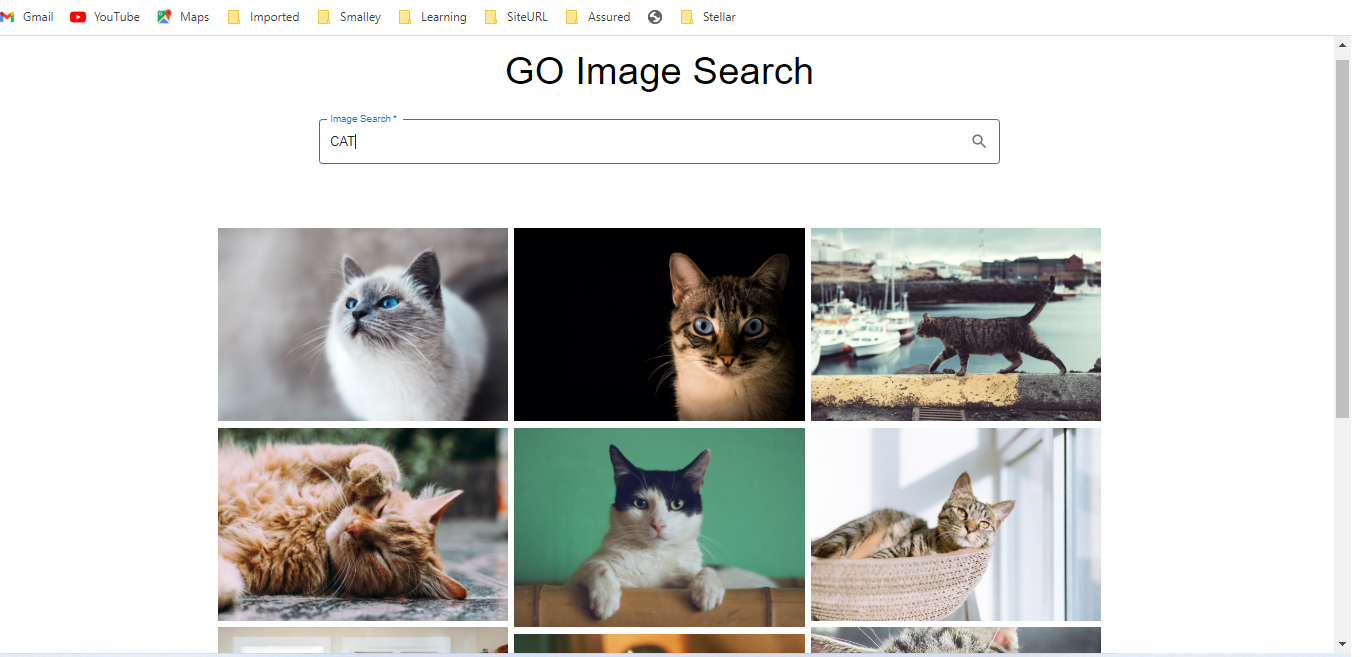 Gmail YouTube Maps Imported Smalley Learning SiteURL Assured Stellar
GO Image Search
Image Search *
CAT